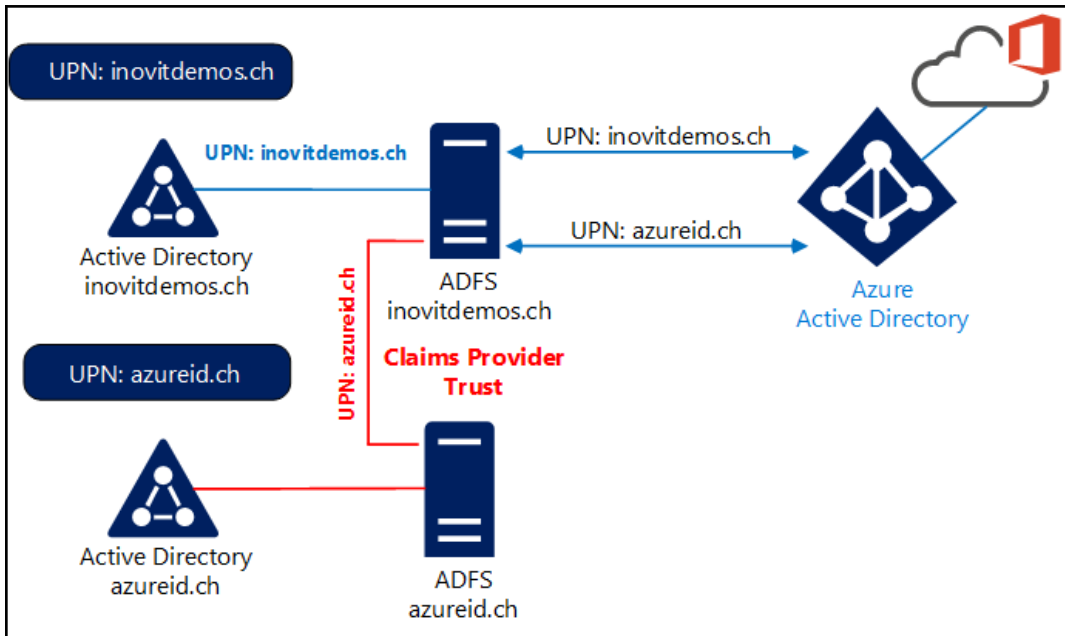 UPN: inovitdemos.ch
UPN: inovitdemos.ch
UPN: inovitdemos.ch
Active Directory
inovitdemos.ch
ADFS
inovitdemos.ch
UPN: azureid.ch
Azure
Active Directory
UPN: azureid.ch
Claims Provider
Trust
UPN: azureid.ch
Active Directory
azureid.ch
ADFS
azureid.ch